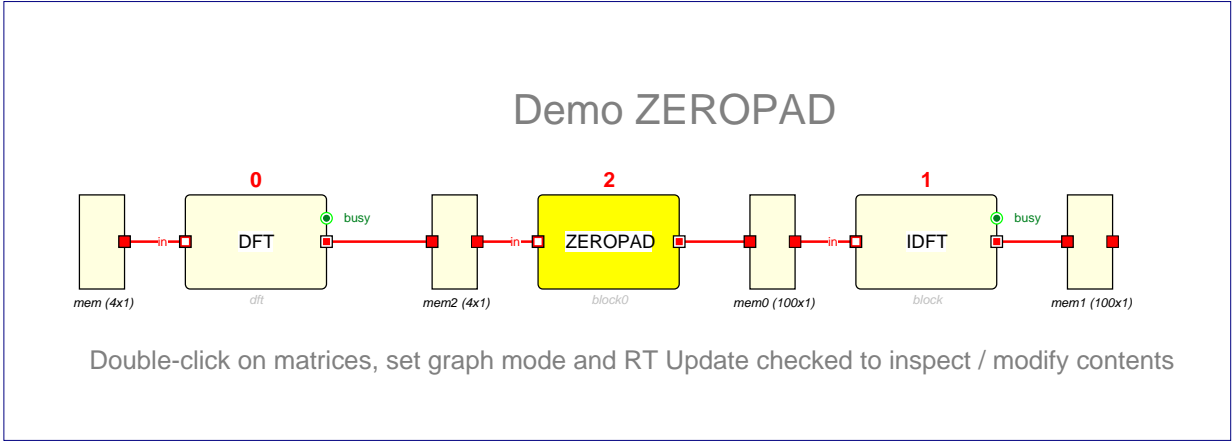 Demo ZEROPAD
0 2 1
busy busy
in DFT in ZEROPAD in IDFT
mem (4x1) dft mem2 (4x1) block0 mem0 (100x1) block mem1 (100x1)
Double-click on matrices, set graph mode and RT Update checked to inspect / modify contents